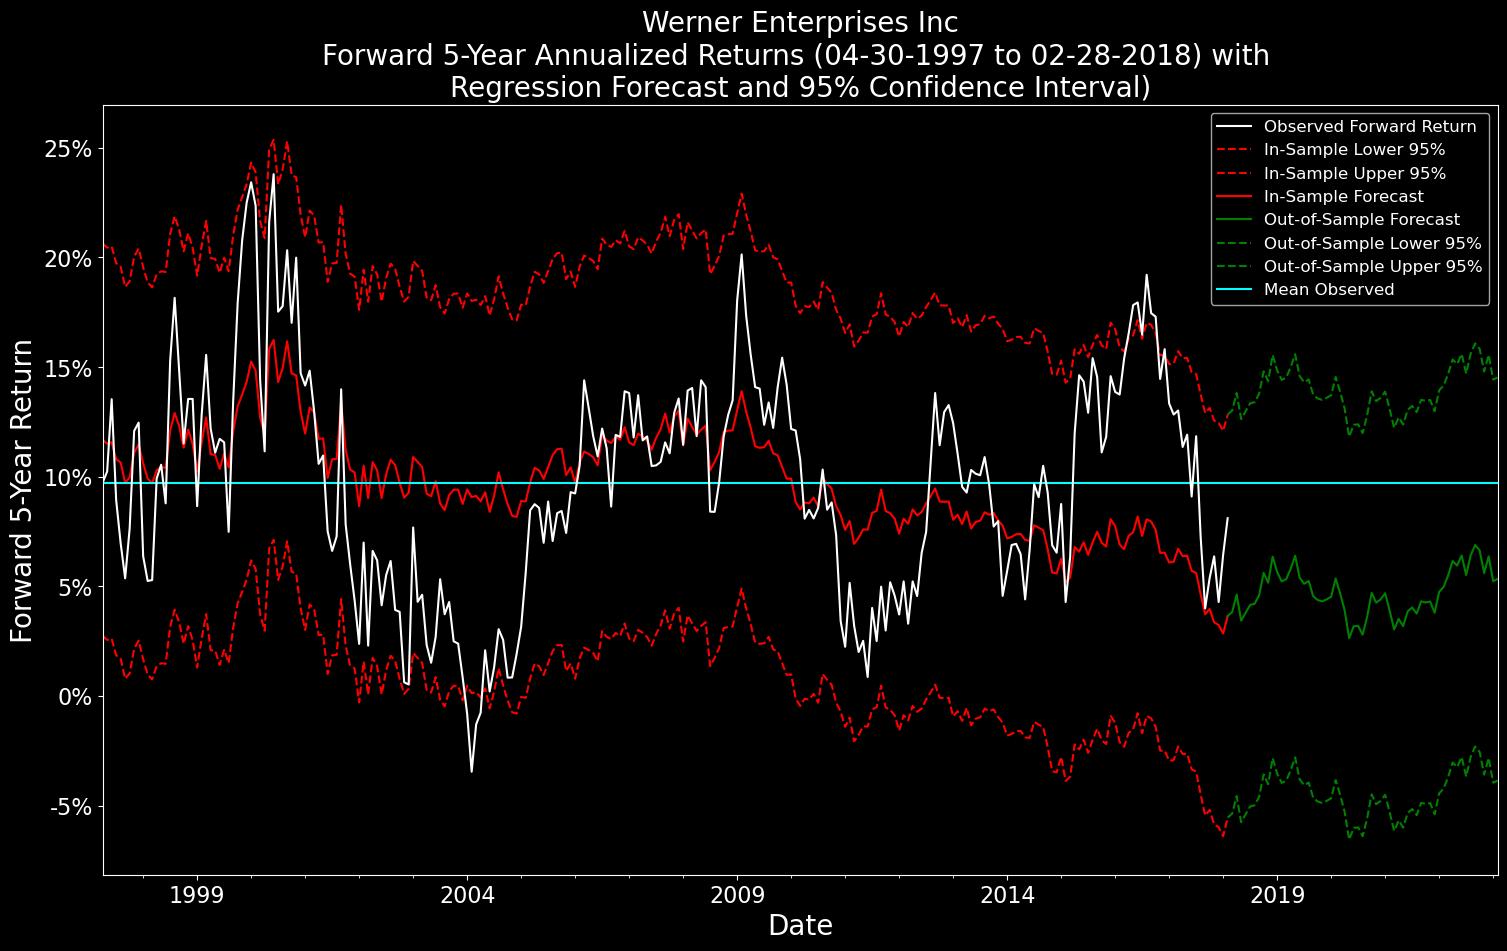 Werner Enterprises Inc
Forward 5-Year Annualized Returns (04-30-1997 to 02-28-2018) with
Regression Forecast and 95% Confidence Interval)
Observed Forward Return
In-Sample Lower 95%
In-Sample Upper 95%
In-Sample Forecast
Out-of-Sample Forecast
Out-of-Sample Lower 95%
Out-of-Sample Upper 95%
Mean Observed
Forward 5-Year Return
25%
20%
15%
10%
5%
0%
-5%
1999
2004
2009
2014
2019
Date